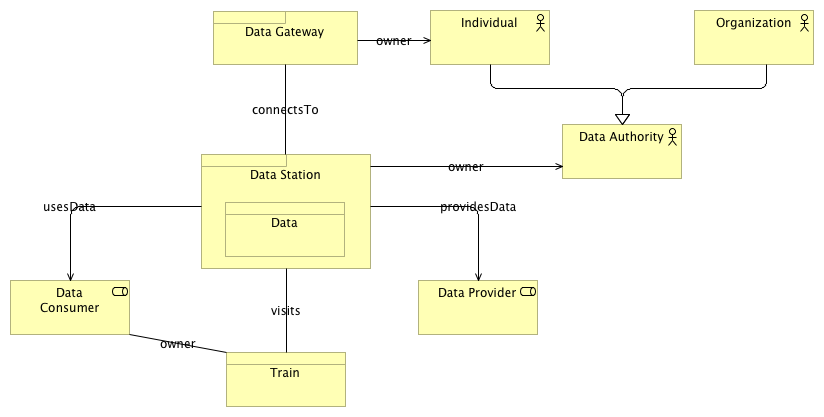 Data Gateway
owner
Individual
Organization
connectsTo
Data Authority
Data Station
owner
usesData
Data
providesData
Data
Consumer
Data Provider
visits
owner
Train